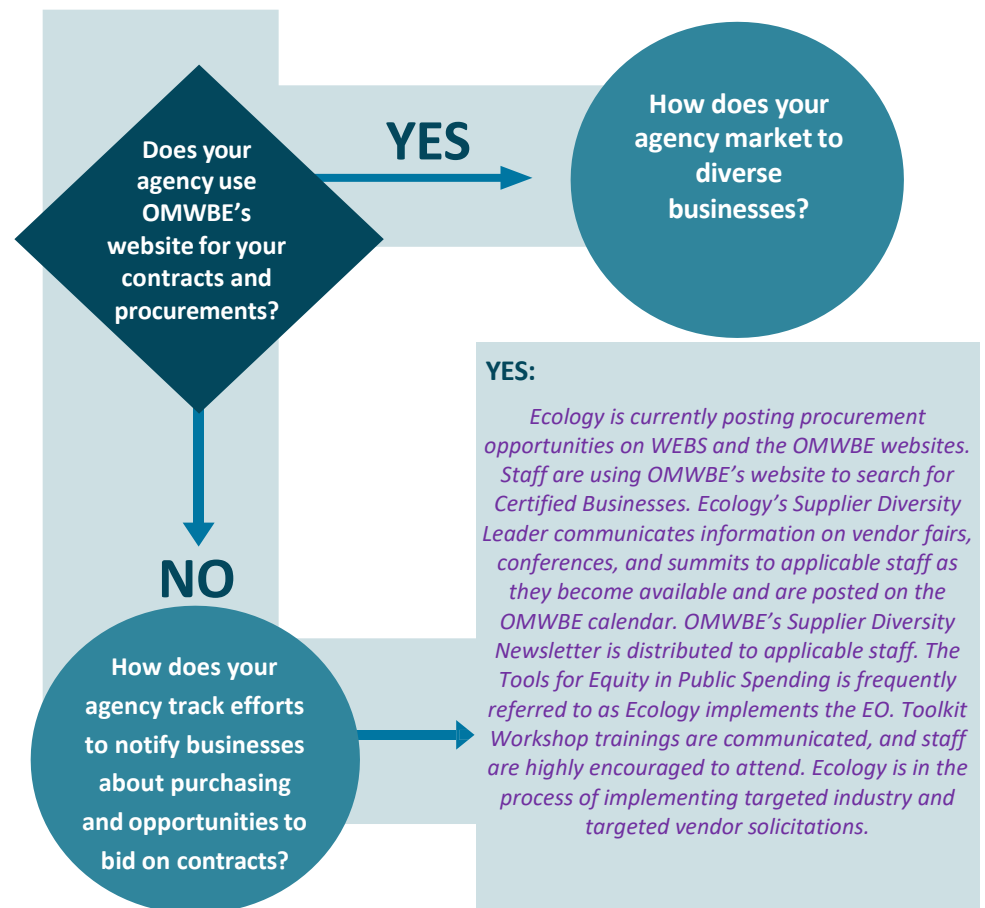 Does your
agency use
OMWBE's
website for your
contracts and
procurements?
YES
How does your
agency market to
diverse
businesses?
NO
How does your
agency track efforts
to notify businesses
about purchasing
and opportunities to
bid on contracts?
YES:
Ecology is currently posting procurement
opportunities on WEBS and the OMWBE websites.
Staff are using OMWBE's website to search for
Certified Businesses. Ecology's Supplier Diversity
Leader communicates information on vendor fairs,
conferences, and summits to applicable staff as
they become available and are posted on the
OMWBE calendar. OMWBE's Supplier Diversity
Newsletter is distributed to applicable staff. The
Tools for Equity in Public Spending is frequently
referred to as Ecology implements the EO. Toolkit
Workshop trainings are communicated, and staff
are highly encouraged to attend. Ecology is in the
process of implementing targeted industry and
targeted vendor solicitations.